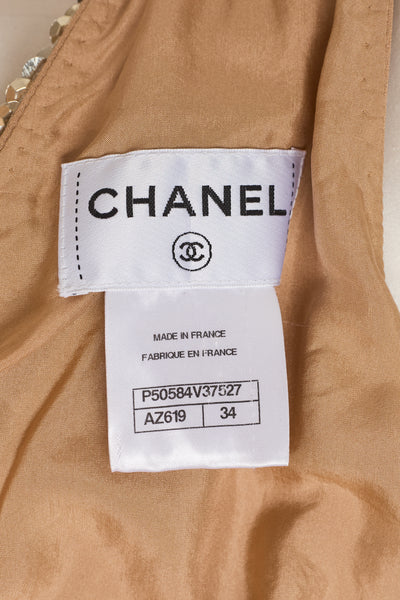 CHANEL
MADE IN FRANCE
FABRIQUE EN FRANCE
P50584V37527
AZ619 34